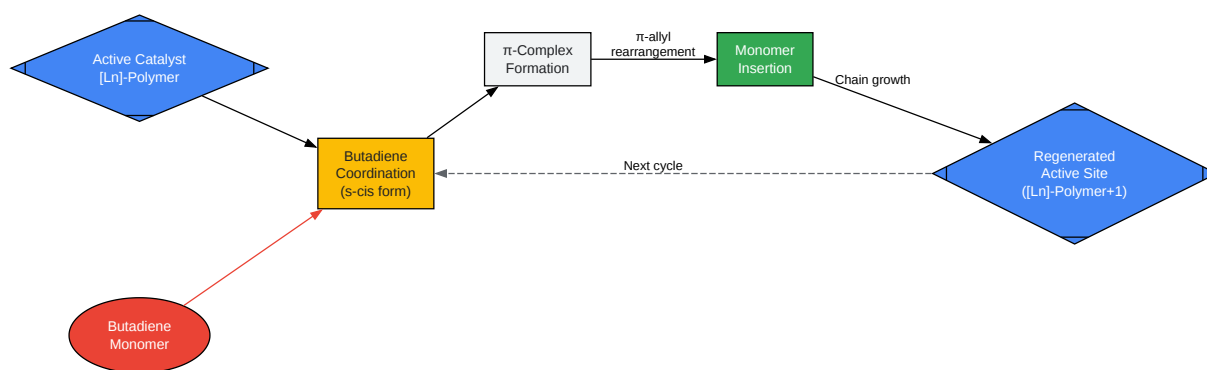 Active Catalyst
[Ln]-Polymer
π-Complex
Formation
π-allyl
rearrangement
Monomer
Insertion
Chain growth
Butadiene
Coordination
(s-cis form)
Next cycle
Regenerated
Active Site
([Ln]-Polymer+1)
Butadiene
Monomer